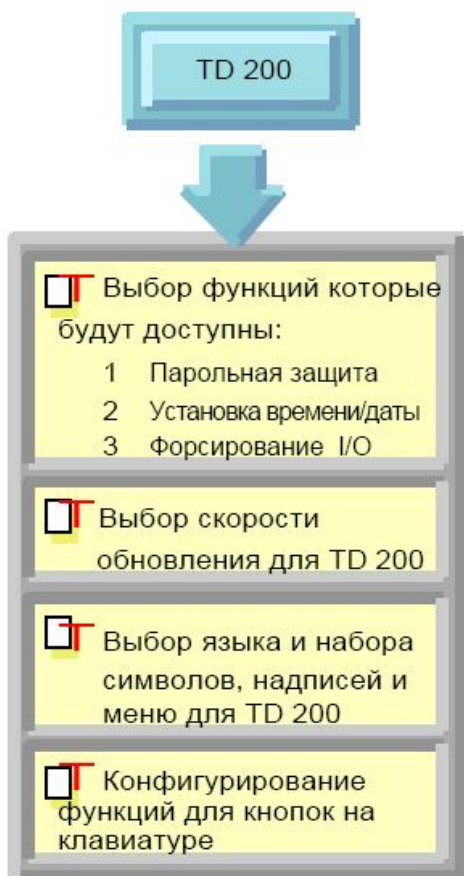 TD 200
Выбор функций которые
будут доступны:
1 Парольная защита
2 Установка времени/даты
3 Форсирование I/O
Выбор скорости
обновления для TD 200
Выбор языка и набора
символов, надписей и
меню для TD 200
Конфигурирование
функций для кнопок на
клавиатуре